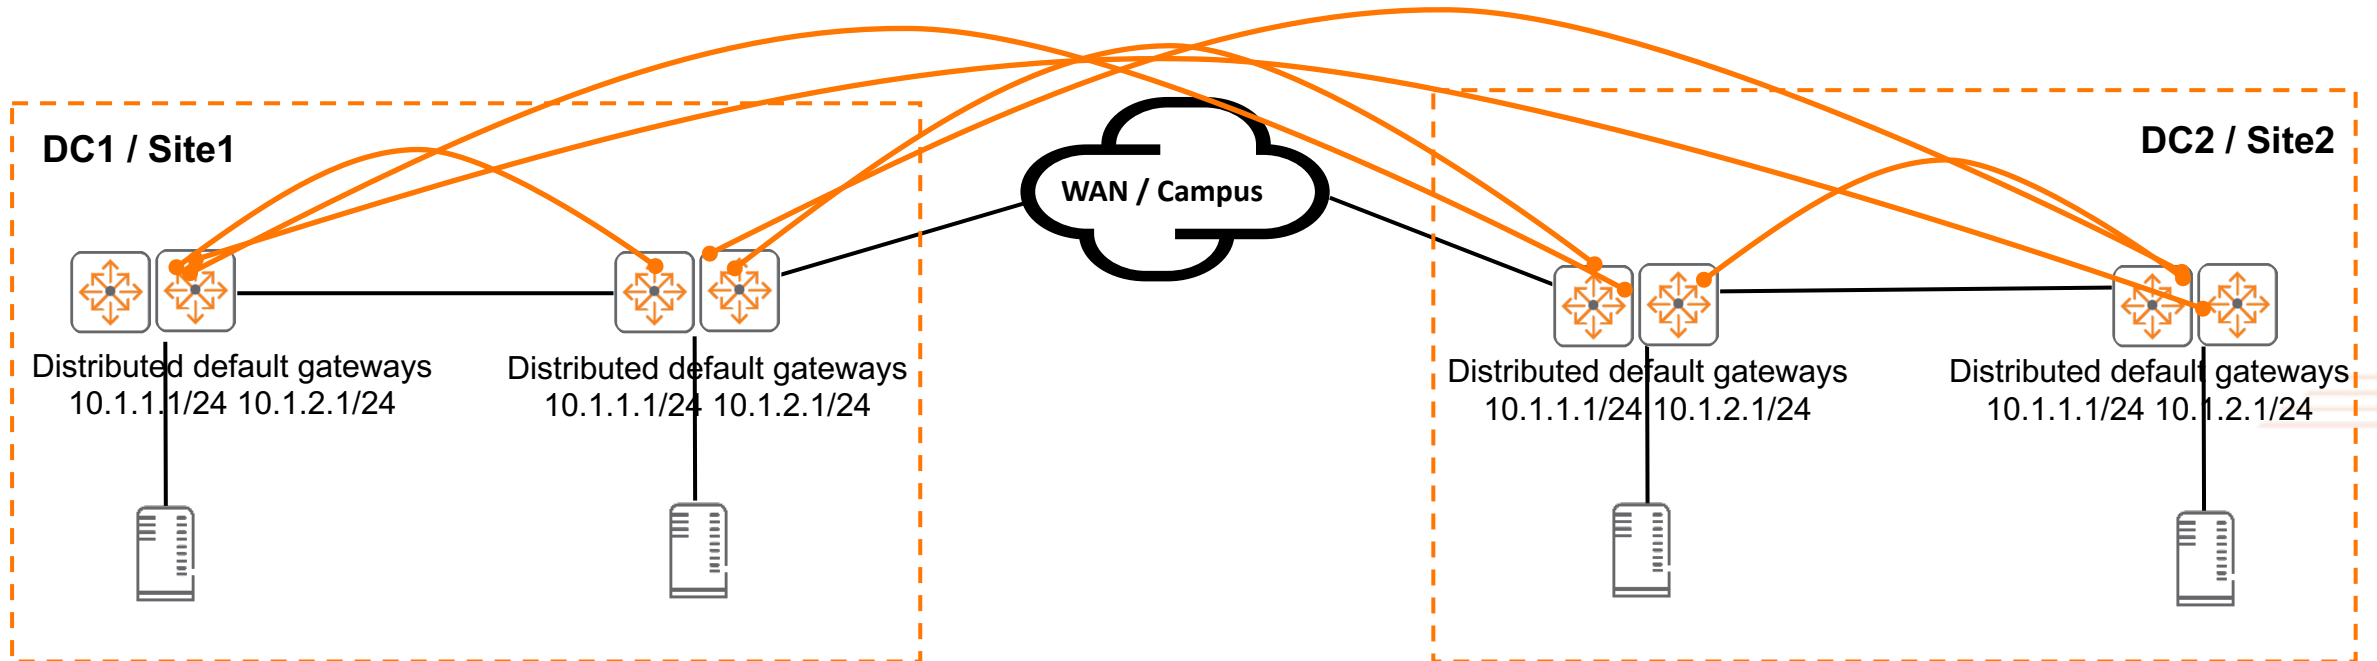 DC1 / Site1
DC2 / Site2
WAN / Campus
Distributed default gateways
10.1.1.1/24 10.1.2.1/24
Distributed default gateways
10.1.1.1/24 10.1.2.1/24
Distributed default gateways
10.1.1.1/24 10.1.2.1/24
Distributed default gateways
10.1.1.1/24 10.1.2.1/24